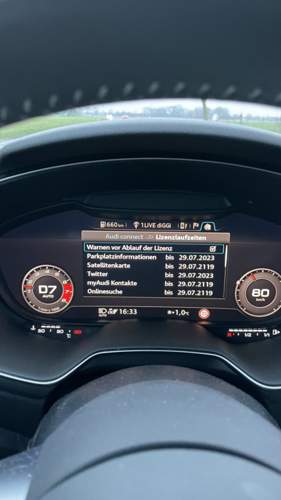 660 km 1LIVE diGGi
Audi connect Lizenzlaufzeiten
Warnen vor Ablauf der Lizenz
Parkplatzinformationen bis 29.07.2023
Satellitenkarte bis 29.07.2119
Twitter bis 29.07.2023
myAudi Kontakte bis 29.07.2119
Onlinesuche bis 29.07.2119
D7
AUTO
80
km/h
16:33 -1,0°C